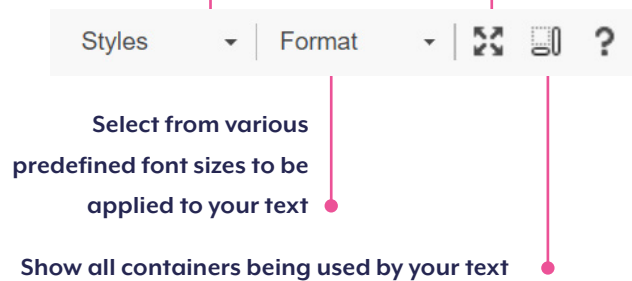 Styles Format ?
Select from various
predefined font sizes to be
applied to your text
Show all containers being used by your text